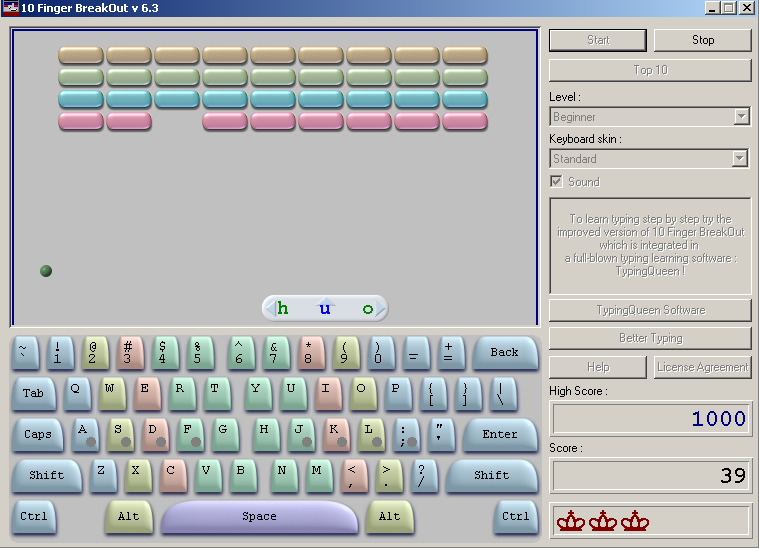 10 Finger BreakOut v 6.3
Start Stop
Top 10
Level :
Beginner
Keyboard skin :
Standard
Sound
To learn typing step by step try the
improved version of 10 Finger BreakOut
which is integrated in
a full-blown typing learning software :
TypingQueen !
h u o
TypingQueen Software
Better Typing
Help License Agreement
High Score :
1000
Score :
39
~ ! @ # $ % ^ & * ( ) _ +
` 1 2 3 4 5 6 7 8 9 0 - = Back
Tab Q W E R T Y U I O P { } |
[ ] \
Caps A S D F G H J K L : " Enter
; '
Shift Z X C V B N M < > ? Shift
, . /
Ctrl Alt Space Alt Ctrl